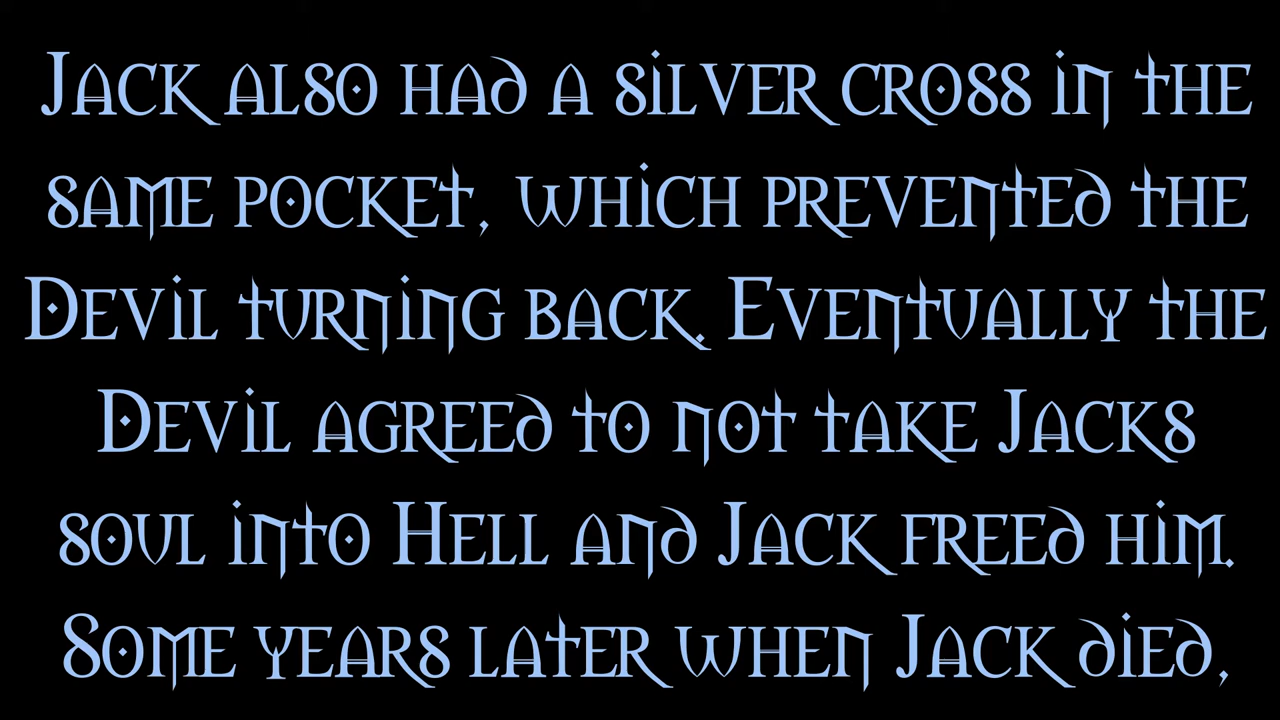 Jack also had a silver cross in the
same pocket, which prevented the
Devil turning back. Eventually the
Devil agreed to not take Jacks
soul into Hell and Jack freed him.
Some years later when Jack died,